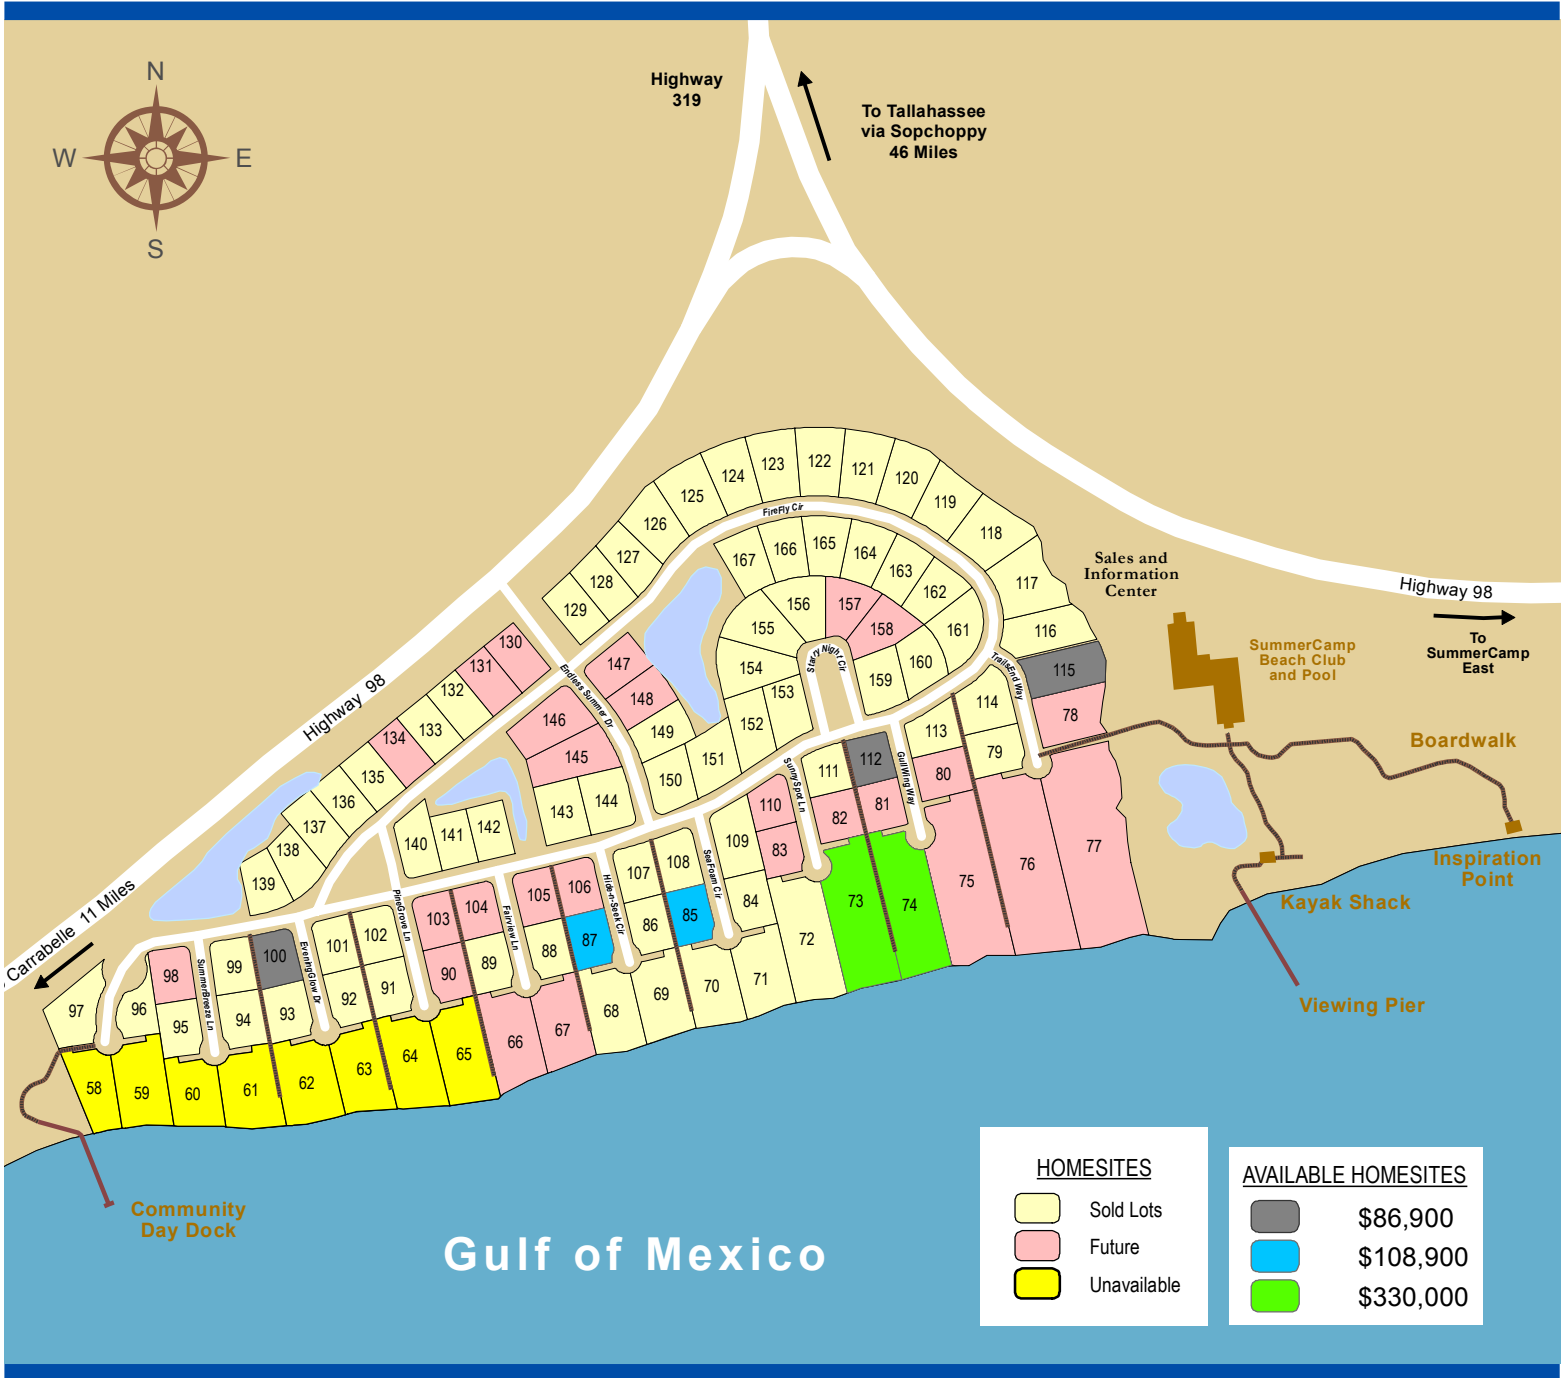 N
W
E
S
Highway
319
To Tallahassee
via Sopchoppy
46 Miles
Highway 98
Highway 98
To
SummerCamp
East
Carrabelle 11 Miles
Sales and
Information
Center
SummerCamp
Beach Club
and Pool
Boardwalk
Inspiration
Point
Kayak Shack
Viewing Pier
Community
Day Dock
Gulf of Mexico
FireFly Cir
Starry Night Cir
TrailsEnd Way
Endless Summer Dr
SunnySpot Ln
GullWing Way
SeaFoam Cir
Hide-n-Seek Cir
Fairview Ln
PineGrove Ln
EveningGlow Dr
SummerBreeze Ln
122
123
121
124
120
125
119
126
118
127
117
128
116
129
115
78
167
166
165
164
163
162
161
160
159
158
157
156
155
154
153
152
151
150
149
148
147
146
145
144
143
142
141
140
130
131
132
133
134
135
136
137
138
139
114
79
113
80
112
81
111
82
110
83
109
84
108
85
107
86
106
87
105
88
104
89
103
90
102
91
101
92
100
93
99
94
98
95
96
97
58
59
60
61
62
63
64
65
66
67
68
69
70
71
72
73
74
75
76
77
HOMESITES
Sold Lots
Future
Unavailable
AVAILABLE HOMESITES
$86,900
$108,900
$330,000